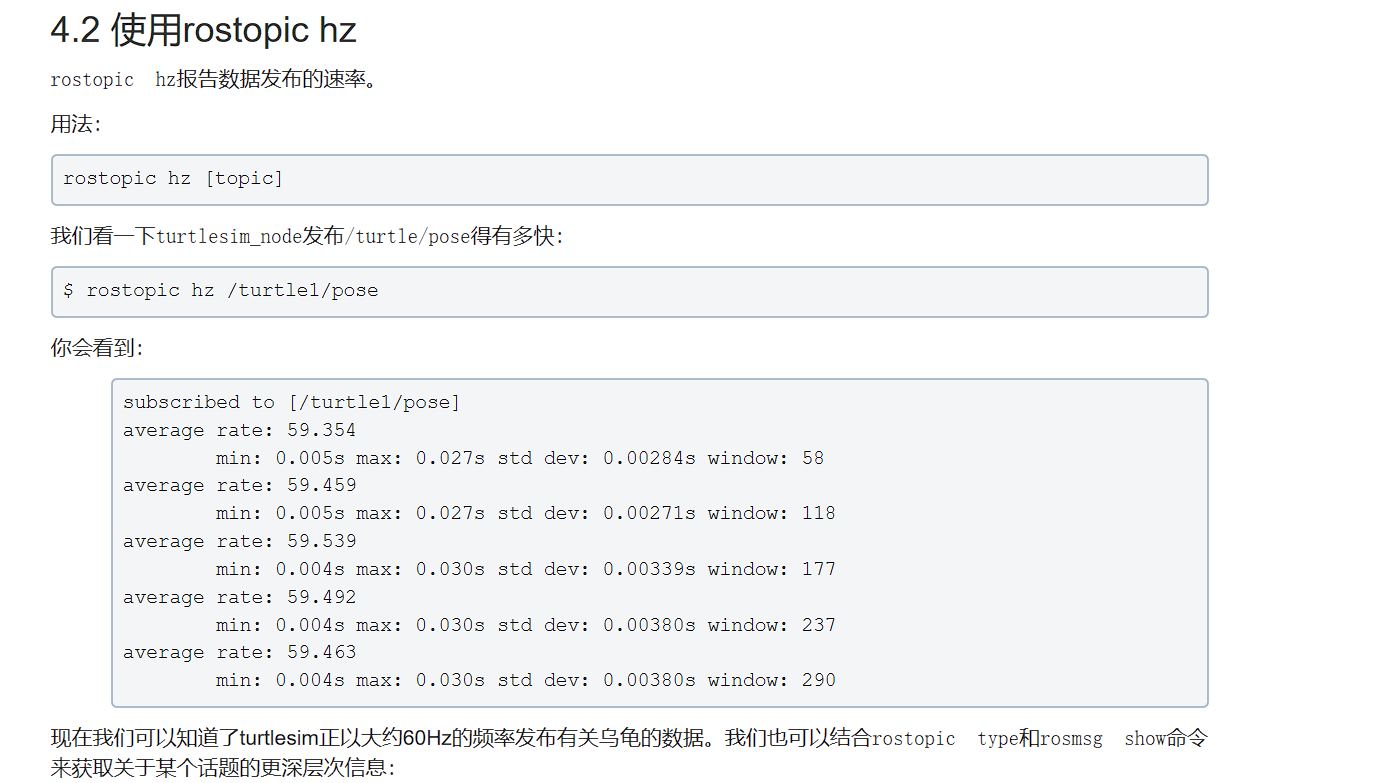 4.2 使用rostopic hz
rostopic hz报告数据发布的速率。
用法：
rostopic hz [topic]
我们看一下turtlesim_node发布/turtle/pose得有多快：
$ rostopic hz /turtle1/pose
你会看到：
subscribed to [/turtle1/pose]
average rate: 59.354
        min: 0.005s max: 0.027s std dev: 0.00284s window: 58
average rate: 59.459
        min: 0.005s max: 0.027s std dev: 0.00271s window: 118
average rate: 59.539
        min: 0.004s max: 0.030s std dev: 0.00339s window: 177
average rate: 59.492
        min: 0.004s max: 0.030s std dev: 0.00380s window: 237
average rate: 59.463
        min: 0.004s max: 0.030s std dev: 0.00380s window: 290
现在我们可以知道了turtlesim正以大约60Hz的频率发布有关乌龟的数据。我们也可以结合rostopic type和rosmsg show命令
来获取关于某个话题的更深层次信息：